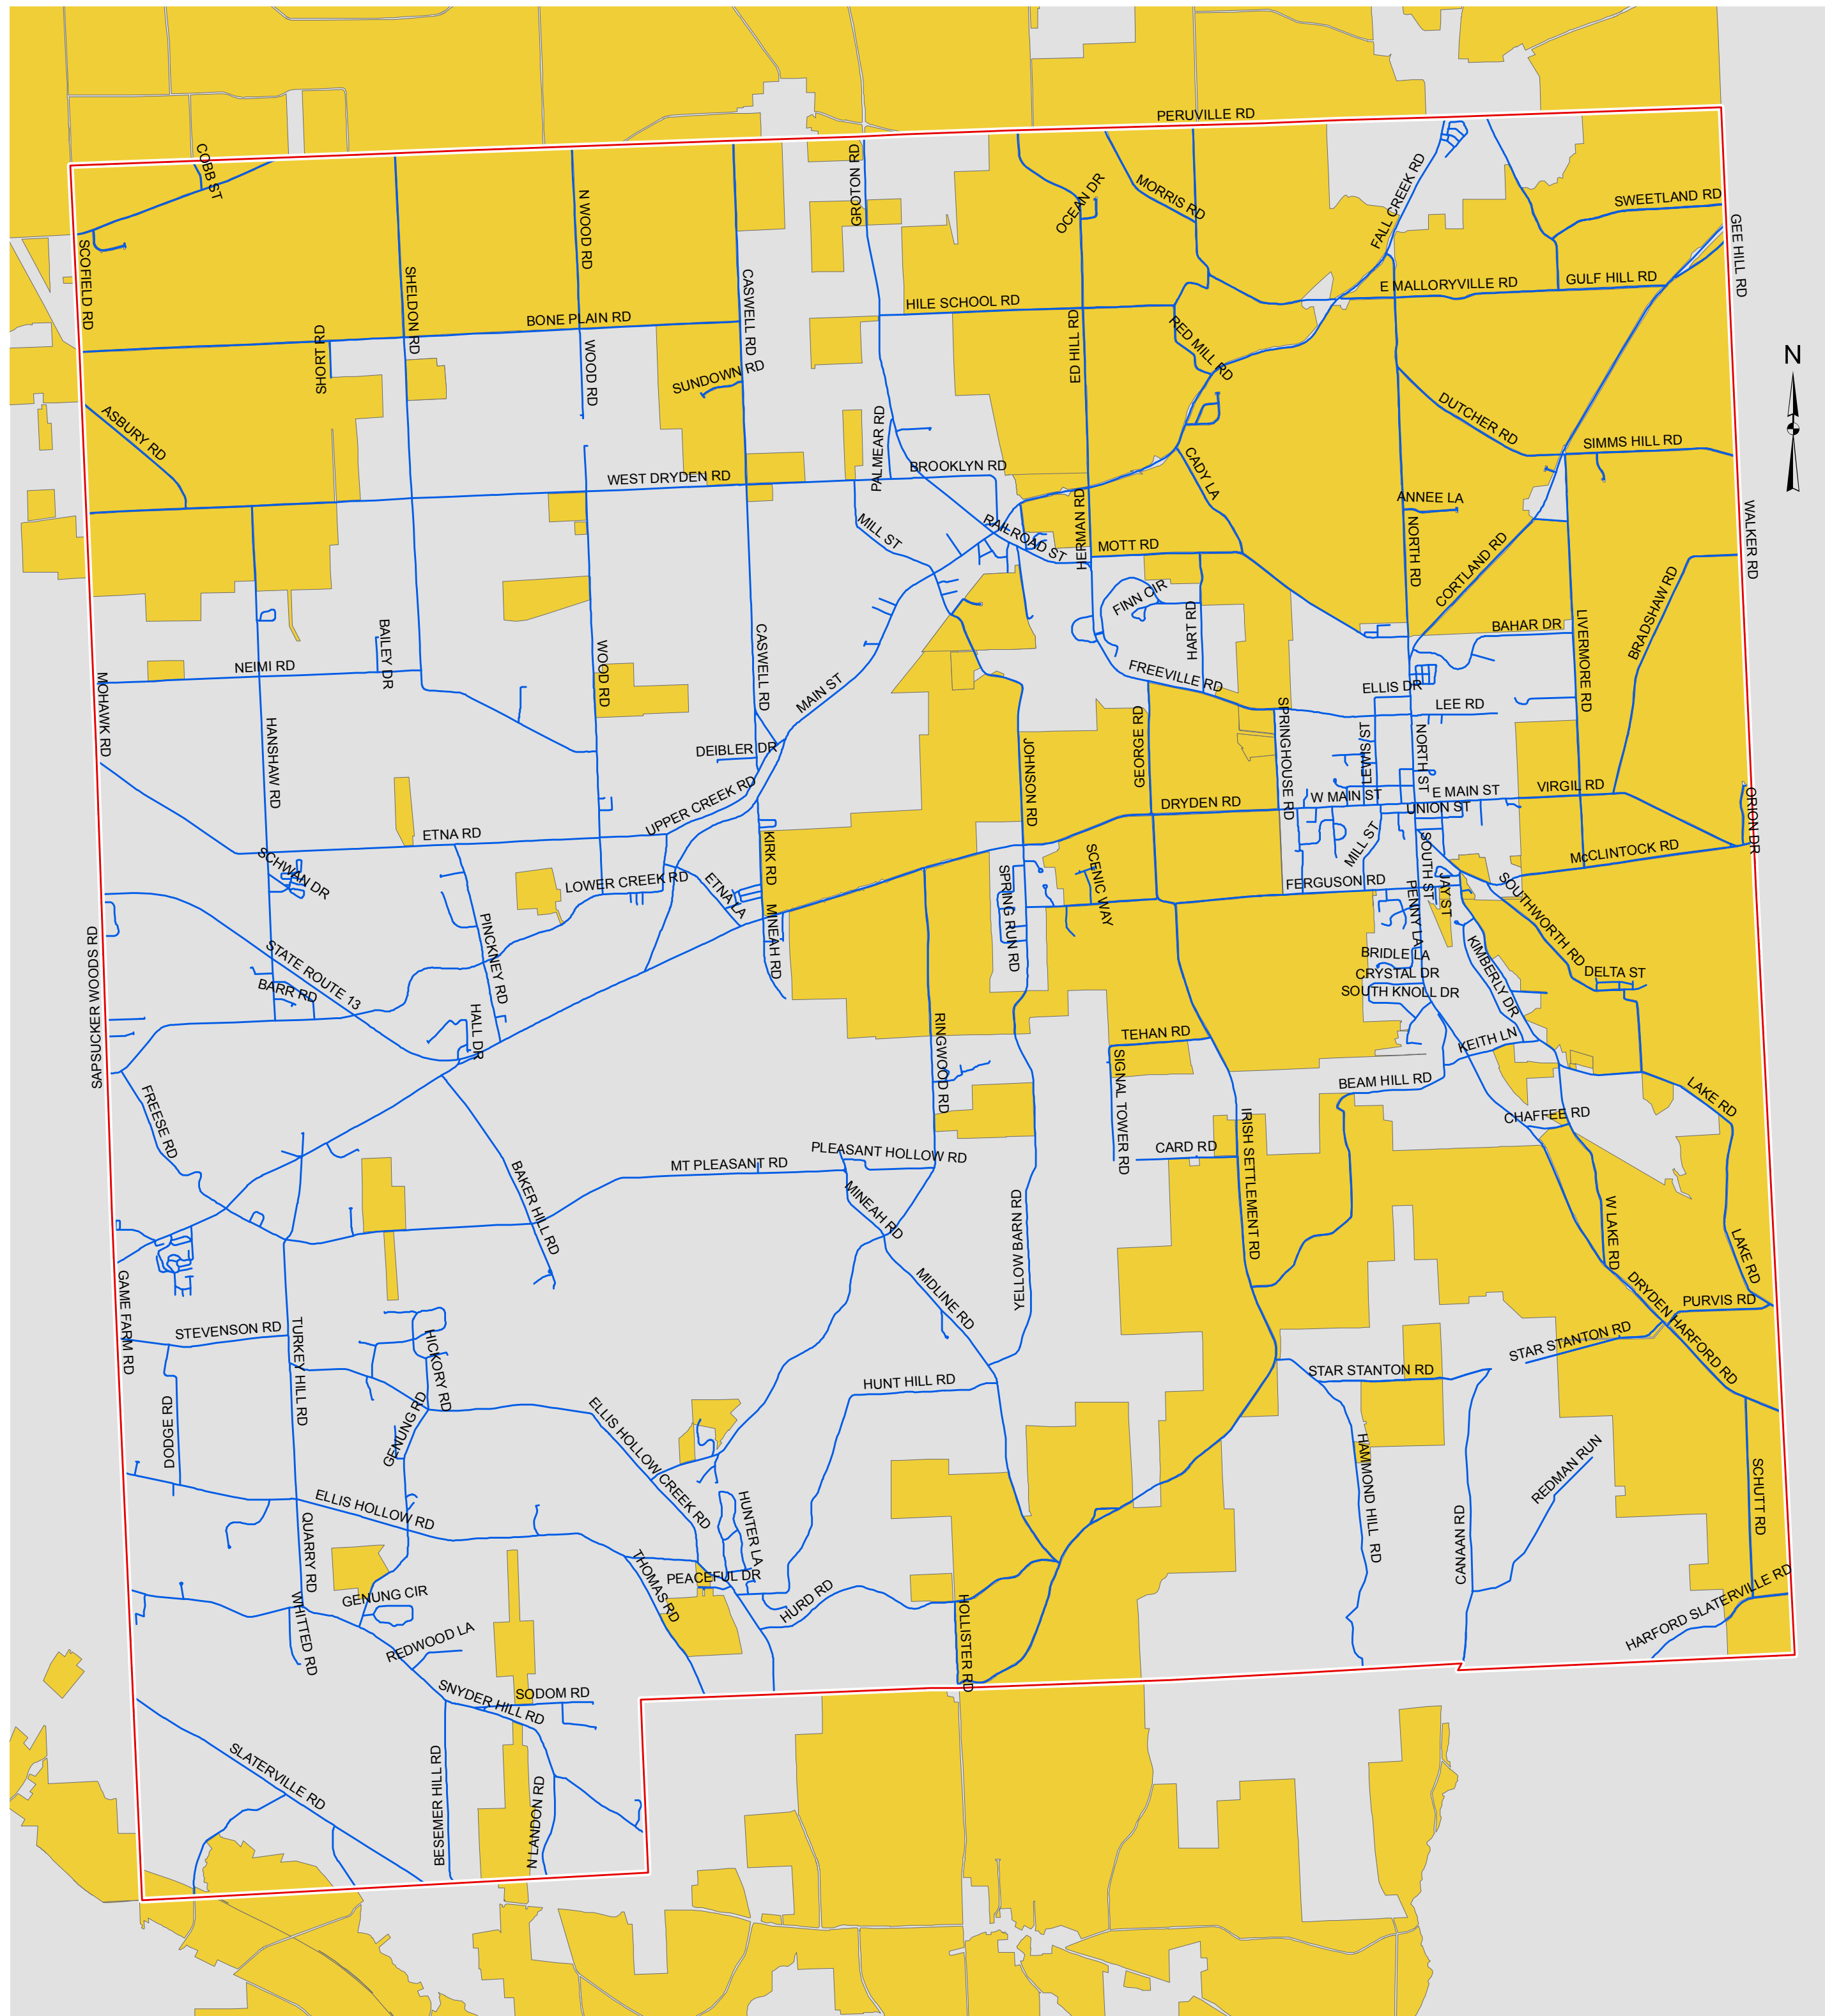 PERUVILLE RD
COBB ST
GROTON RD
MORRIS RD
OCEAN DR
FALL CREEK RD
SWEETLAND RD
N WOOD RD
SCOFIELD RD
SHELDON RD
CASWELL RD
GEE HILL RD
E MALLORYVILLE RD
GULF HILL RD
HILE SCHOOL RD
BONE PLAIN RD
ED HILL RD
RED MILL RD
SHORT RD
WOOD RD
N
SUNDOWN RD
ASBURY RD
PALMEAR RD
DUTCHER RD
SIMMS HILL RD
WEST DRYDEN RD
BROOKLYN RD
CADY LA
ANNEE LA
MILL ST
RAILROAD ST
HERMAN RD
MOTT RD
NORTH RD
CORTLAND RD
WALKER RD
FINN CIR
HART RD
BRADSHAW RD
BAILEY DR
NEIMI RD
WOOD RD
CASWELL RD
BAHAR DR
LIVERMORE RD
MOHAWK RD
MAIN ST
FREEVILLE RD
ELLIS DR
LEE RD
HANSHAW RD
DEIBLER DR
JOHNSON RD
GEORGE RD
SPRINGHOUSE RD
LEWIS ST
NORTH ST
UPPER CREEK RD
DRYDEN RD
W MAIN ST
E MAIN ST
UNION ST
VIRGIL RD
ORION DR
ETNA RD
KIRK RD
MILL ST
SOUTH ST
McCLINTOCK RD
SCHWAN DR
LOWER CREEK RD
ETNA LA
SCENIC WAY
SPRING RUN RD
FERGUSON RD
JAY ST
PENNY LA
SOUTHWORTH RD
SAPSUCKER WOODS RD
STATE ROUTE 13
PINCKNEY RD
MINEAH RD
BRIDLE LA
CRYSTAL DR
SOUTH KNOLL DR
KIMBERLY DR
DELTA ST
BARR RD
HALL DR
RINGWOOD RD
TEHAN RD
KEITH LN
SIGNAL TOWER RD
BEAM HILL RD
LAKE RD
FREESE RD
CHAFFEE RD
PLEASANT HOLLOW RD
CARD RD
IRISH SETTLEMENT RD
MT PLEASANT RD
BAKER HILL RD
MINEAH RD
YELLOW BARN RD
W LAKE RD
LAKE RD
GAME FARM RD
MIDLINE RD
PURVIS RD
DRYDEN HARFORD RD
STEVENSON RD
TURKEY HILL RD
HICKORY RD
STAR STANTON RD
STAR STANTON RD
HUNT HILL RD
DODGE RD
GENUNG RD
ELLIS HOLLOW CREEK RD
HAMMOND HILL RD
REDMAN RUN
SCHUTT RD
ELLIS HOLLOW RD
HUNTER LA
CANAAN RD
QUARRY RD
THOMAS RD
PEACEFUL DR
GENUNG CIR
HURD RD
HOLLISTER RD
WHITTED RD
REDWOOD LA
HARFORD SLATERVILLE RD
SNYDER HILL RD
SODOM RD
SLATERVILLE RD
BESEMER HILL RD
N LANDON RD